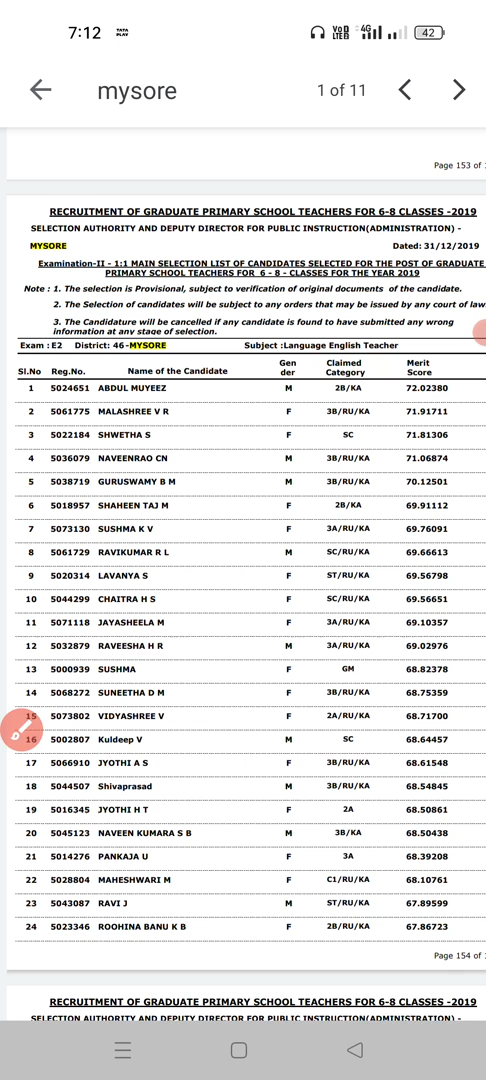 7:12 TATA PLAY VoD LTE 4G 42
mysore 1 of 11
Page 153 of
RECRUITMENT OF GRADUATE PRIMARY SCHOOL TEACHERS FOR 6-8 CLASSES -2019
SELECTION AUTHORITY AND DEPUTY DIRECTOR FOR PUBLIC INSTRUCTION(ADMINISTRATION) -
MYSORE Dated: 31/12/2019
Examination-II - 1:1 MAIN SELECTION LIST OF CANDIDATES SELECTED FOR THE POST OF GRADUATE
PRIMARY SCHOOL TEACHERS FOR 6 - 8 - CLASSES FOR THE YEAR 2019
Note : 1. The selection is Provisional, subject to verification of original documents of the candidate.
2. The Selection of candidates will be subject to any orders that may be issued by any court of law
3. The Candidature will be cancelled if any candidate is found to have submitted any wrong
information at any stage of selection.
Exam :E2 District: 46-MYSORE Subject :Language English Teacher
Sl.No Reg.No. Name of the Candidate Gen der Claimed Category Merit Score
1 5024651 ABDUL MUYEEZ M 2B/KA 72.02380
2 5061775 MALASHREE V R F 3B/RU/KA 71.91711
3 5022184 SHWETHA S F SC 71.81306
4 5036079 NAVEENRAO CN M 3B/RU/KA 71.06874
5 5038719 GURUSWAMY B M M 3B/RU/KA 70.12501
6 5018957 SHAHEEN TAJ M F 2B/KA 69.91112
7 5073130 SUSHMA K V F 3A/RU/KA 69.76091
8 5061729 RAVIKUMAR R L M SC/RU/KA 69.66613
9 5020314 LAVANYA S F ST/RU/KA 69.56798
10 5044299 CHAITRA H S F SC/RU/KA 69.56651
11 5071118 JAYASHEELA M F 3A/RU/KA 69.10357
12 5032879 RAVEESHA H R M 3A/RU/KA 69.02976
13 5000939 SUSHMA F GM 68.82378
14 5068272 SUNEETHA D M F 3B/RU/KA 68.75359
15 5073802 VIDYASHREE V F 2A/RU/KA 68.71700
16 5002807 Kuldeep V M SC 68.64457
17 5066910 JYOTHI A S F 3B/RU/KA 68.61548
18 5044507 Shivaprasad M 3B/RU/KA 68.54845
19 5016345 JYOTHI H T F 2A 68.50861
20 5045123 NAVEEN KUMARA S B M 3B/KA 68.50438
21 5014276 PANKAJA U F 3A 68.39208
22 5028804 MAHESHWARI M F C1/RU/KA 68.10761
23 5043087 RAVI J M ST/RU/KA 67.89599
24 5023346 ROOHINA BANU K B F 2B/RU/KA 67.86723
Page 154 of
RECRUITMENT OF GRADUATE PRIMARY SCHOOL TEACHERS FOR 6-8 CLASSES -2019
SELECTION AUTHORITY AND DEPUTY DIRECTOR FOR PUBLIC INSTRUCTION(ADMINISTRATION) -